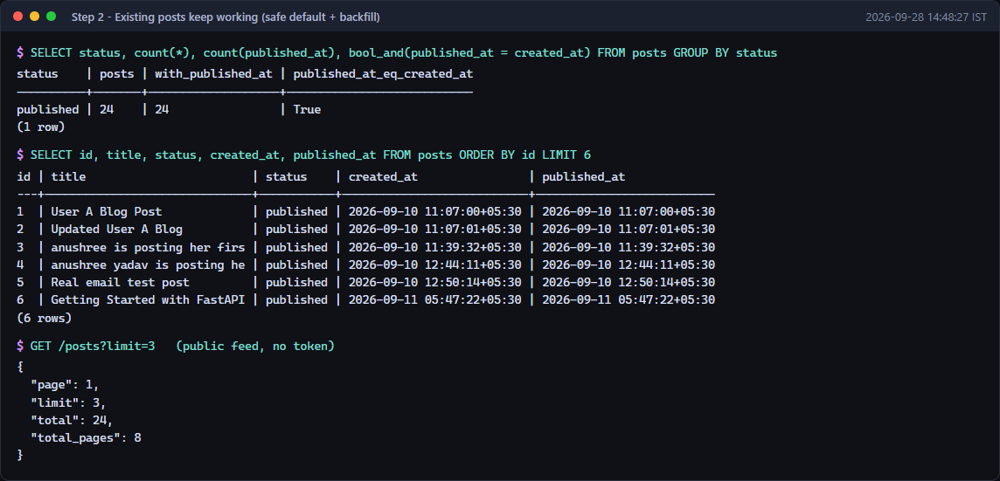 Step 2 - Existing posts keep working (safe default + backfill) 2026-09-28 14:48:27 IST
$ SELECT status, count(*), count(published_at), bool_and(published_at = created_at) FROM posts GROUP BY status
status    | posts | with_published_at | published_at_eq_created_at
----------+-------+-------------------+---------------------------
published | 24    | 24                | True
(1 row)
$ SELECT id, title, status, created_at, published_at FROM posts ORDER BY id LIMIT 6
id | title                        | status    | created_at                | published_at
---+------------------------------+-----------+---------------------------+--------------------------
1  | User A Blog Post             | published | 2026-09-10 11:07:00+05:30 | 2026-09-10 11:07:00+05:30
2  | Updated User A Blog          | published | 2026-09-10 11:07:01+05:30 | 2026-09-10 11:07:01+05:30
3  | anushree is posting her firs | published | 2026-09-10 11:39:32+05:30 | 2026-09-10 11:39:32+05:30
4  | anushree yadav is posting he | published | 2026-09-10 12:44:11+05:30 | 2026-09-10 12:44:11+05:30
5  | Real email test post         | published | 2026-09-10 12:50:14+05:30 | 2026-09-10 12:50:14+05:30
6  | Getting Started with FastAPI | published | 2026-09-11 05:47:22+05:30 | 2026-09-11 05:47:22+05:30
(6 rows)
$ GET /posts?limit=3   (public feed, no token)
{
  "page": 1,
  "limit": 3,
  "total": 24,
  "total_pages": 8
}